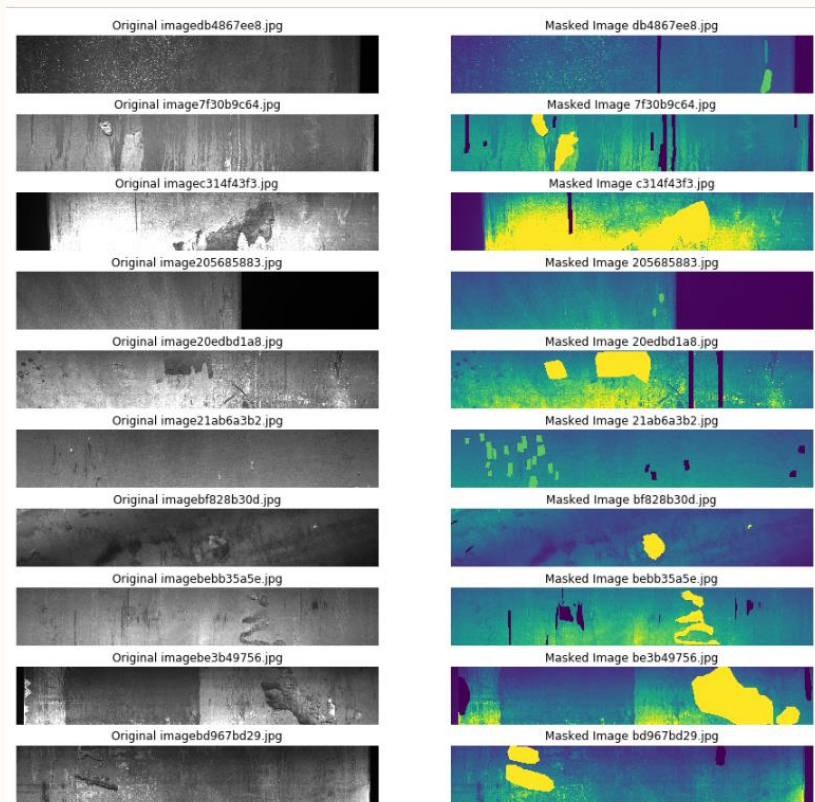 Original imagedb4867ee8.jpg
Masked Image db4867ee8.jpg
Original image7f30b9c64.jpg
Masked Image 7f30b9c64.jpg
Original imagec314f43f3.jpg
Masked Image c314f43f3.jpg
Original image205685883.jpg
Masked Image 205685883.jpg
Original image20edbd1a8.jpg
Masked Image 20edbd1a8.jpg
Original image21ab6a3b2.jpg
Masked Image 21ab6a3b2.jpg
Original imagebf828b30d.jpg
Masked Image bf828b30d.jpg
Original imagebebb35a5e.jpg
Masked Image bebb35a5e.jpg
Original imagebe3b49756.jpg
Masked Image be3b49756.jpg
Original imagebd967bd29.jpg
Masked Image bd967bd29.jpg